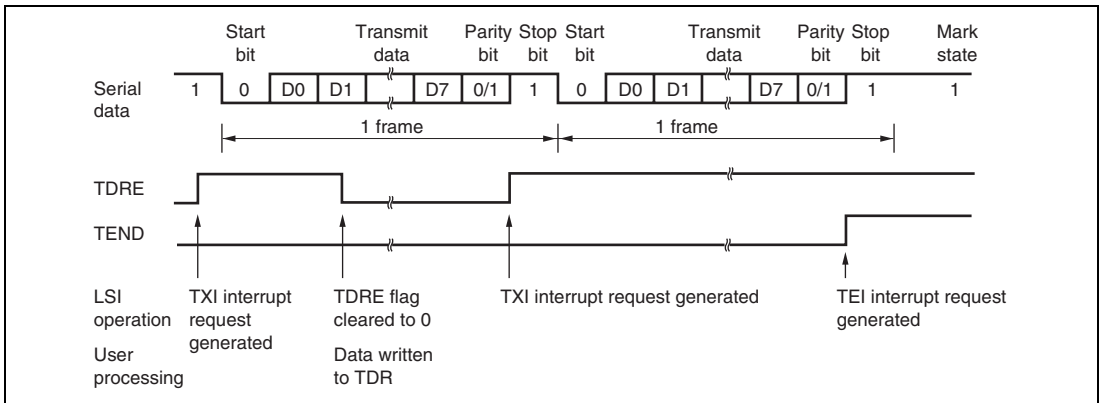 Start bit Transmit data Parity bit Stop bit Start bit Transmit data Parity bit Stop bit Mark state
Serial data 1 0 D0 D1 D7 0/1 1 0 D0 D1 D7 0/1 1 1
1 frame 1 frame
TDRE
TEND
LSI operation TXI interrupt request generated TDRE flag cleared to 0 TXI interrupt request generated TEI interrupt request generated
User processing Data written to TDR